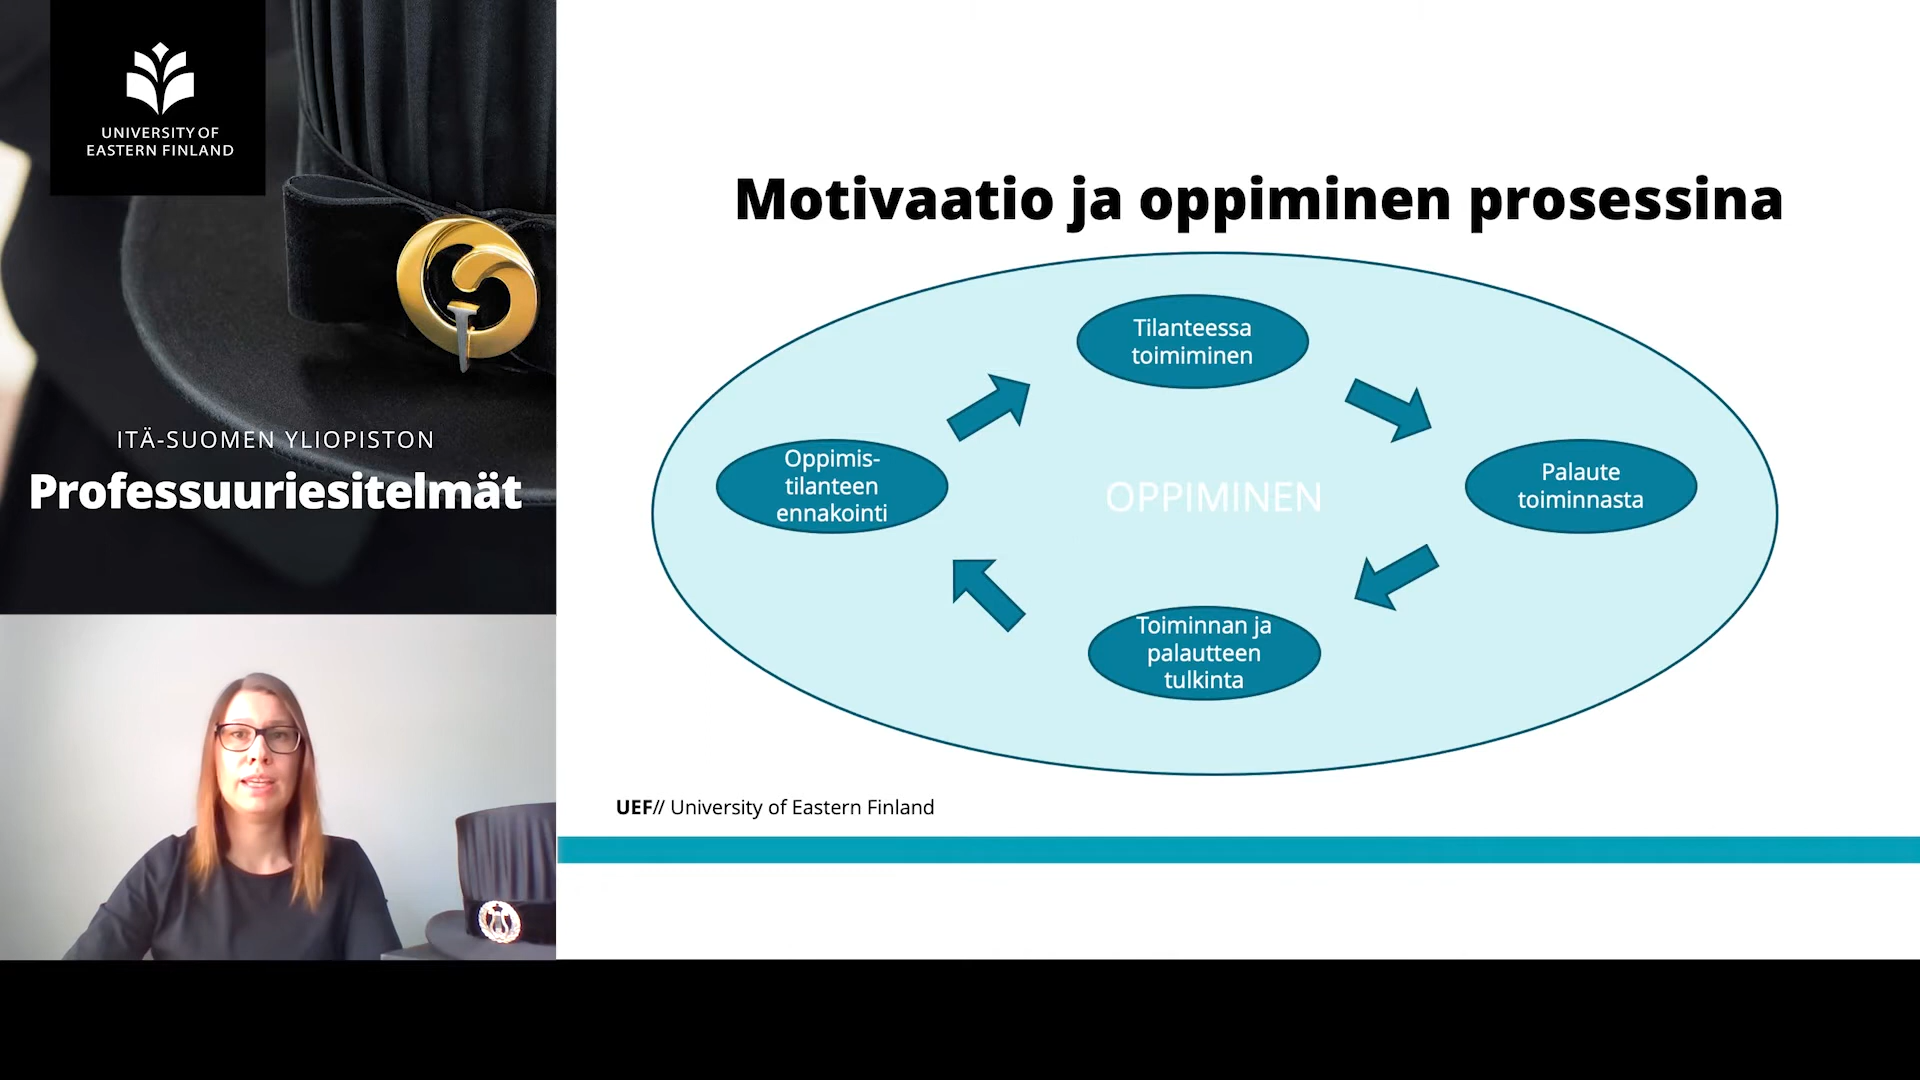 UNIVERSITY OF
EASTERN FINLAND
ITÄ-SUOMEN YLIOPISTON
Professuuriesitelmät
Motivaatio ja oppiminen prosessina
Tilanteessa
toimiminen
Oppimis-
tilanteen
ennakointi
OPPIMINEN
Palaute
toiminnasta
Toiminnan ja
palautteen
tulkinta
UEF// University of Eastern Finland